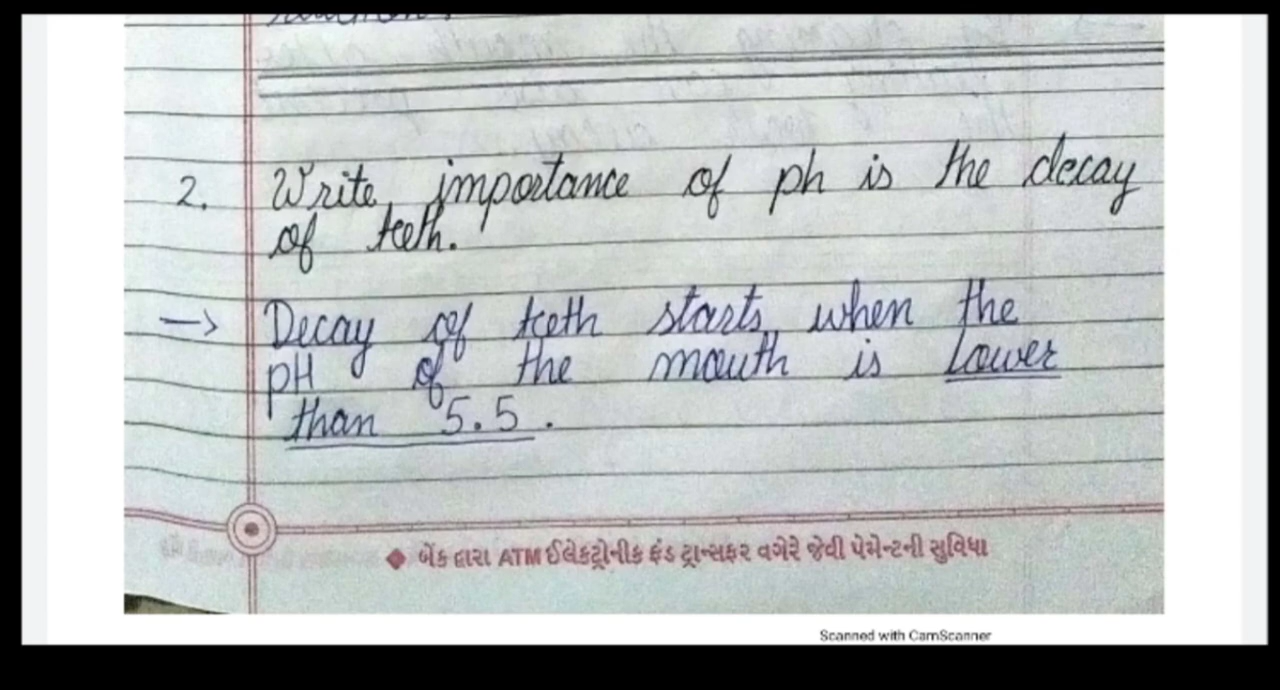 2. Write importance of ph is the decay
of teeth.
→ Decay of teeth starts when the
pH of the mouth is lower
than 5.5.
◆ બેંક દ્વારા ATM ઈલેકટ્રોનીક ફંડ ટ્રાન્સફર વગેરે જેવી પેમેન્ટની સુવિધા
Scanned with CamScanner